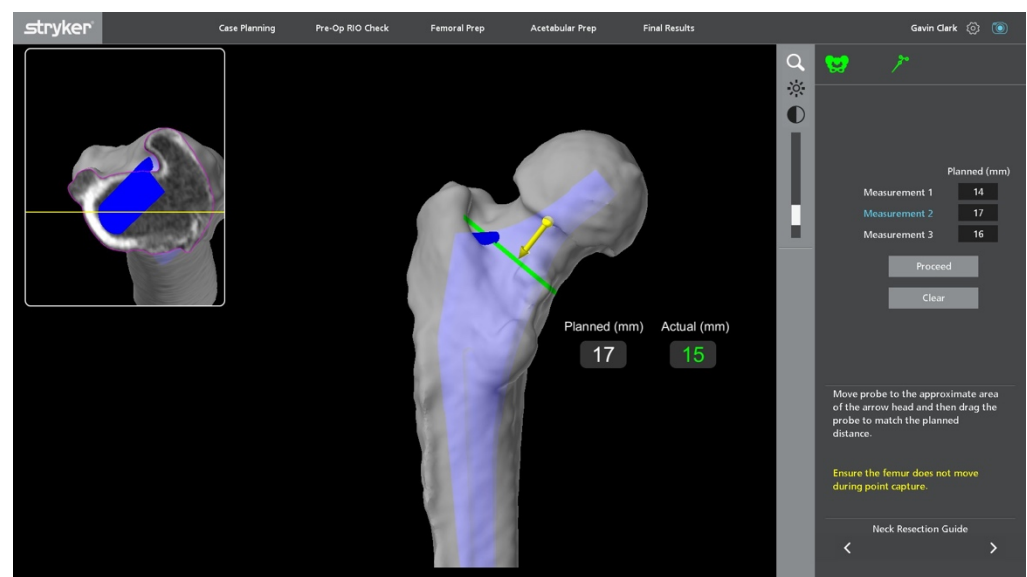 stryker
Case Planning
Pre-Op RIO Check
Femoral Prep
Acetabular Prep
Final Results
Gavin Clark
Planned (mm)
Measurement 1 14
Measurement 2 17
Measurement 3 16
Proceed
Clear
Planned (mm) Actual (mm)
17 15
Move probe to the approximate area
of the arrow head and then drag the
probe to match the planned
distance.
Ensure the femur does not move
during point capture.
Neck Resection Guide